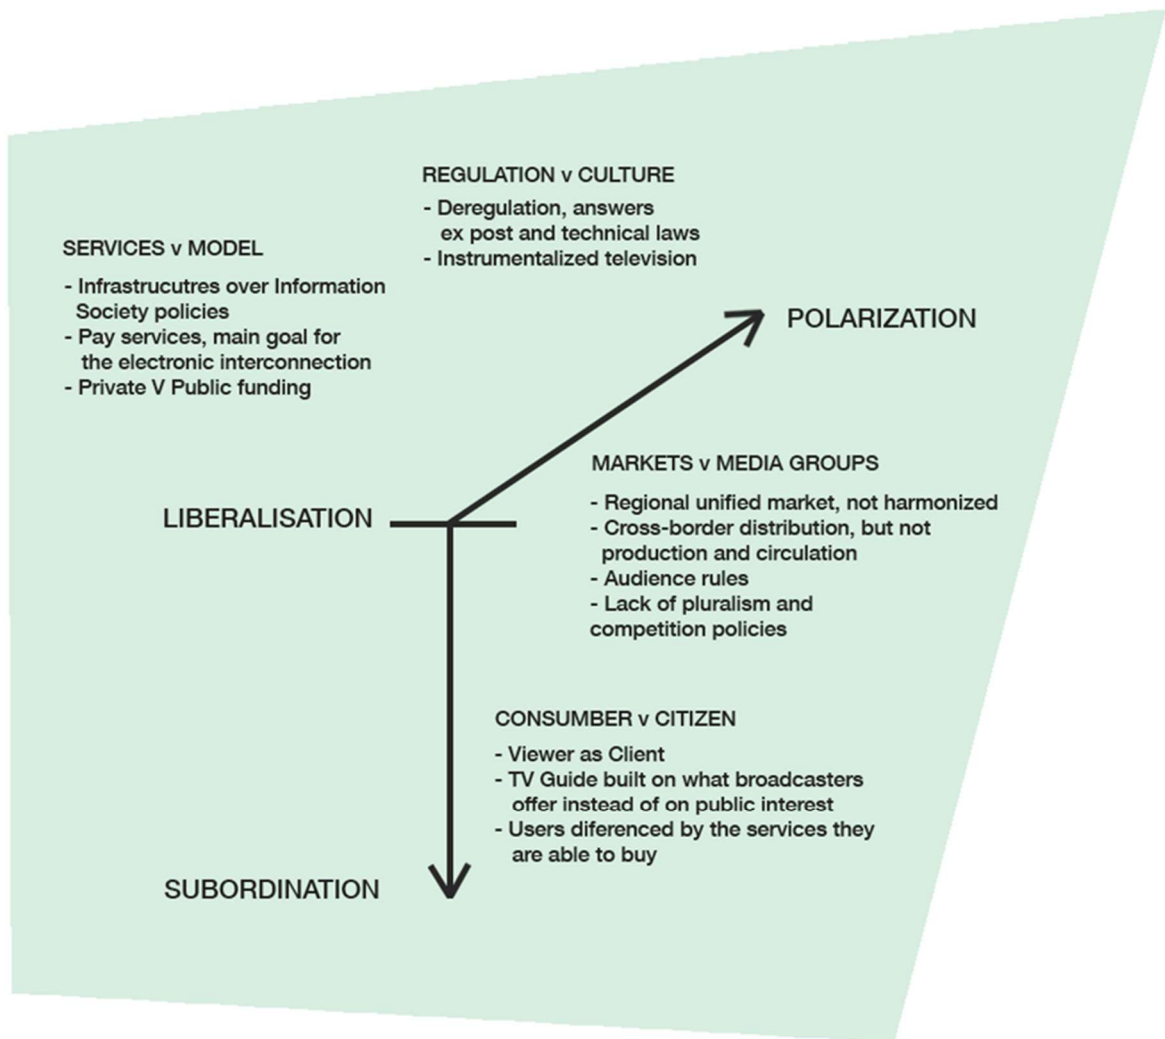 REGULATION v CULTURE
- Deregulation, answers
ex post and technical laws
- Instrumentalized television
SERVICES v MODEL
- Infrastrucutres over Information
Society policies
- Pay services, main goal for
the electronic interconnection
- Private V Public funding
POLARIZATION
MARKETS v MEDIA GROUPS
- Regional unified market, not harmonized
- Cross-border distribution, but not
production and circulation
- Audience rules
- Lack of pluralism and
competition policies
LIBERALISATION
CONSUMBER v CITIZEN
- Viewer as Client
- TV Guide built on what broadcasters
offer instead of on public interest
- Users diferenced by the services they
are able to buy
SUBORDINATION